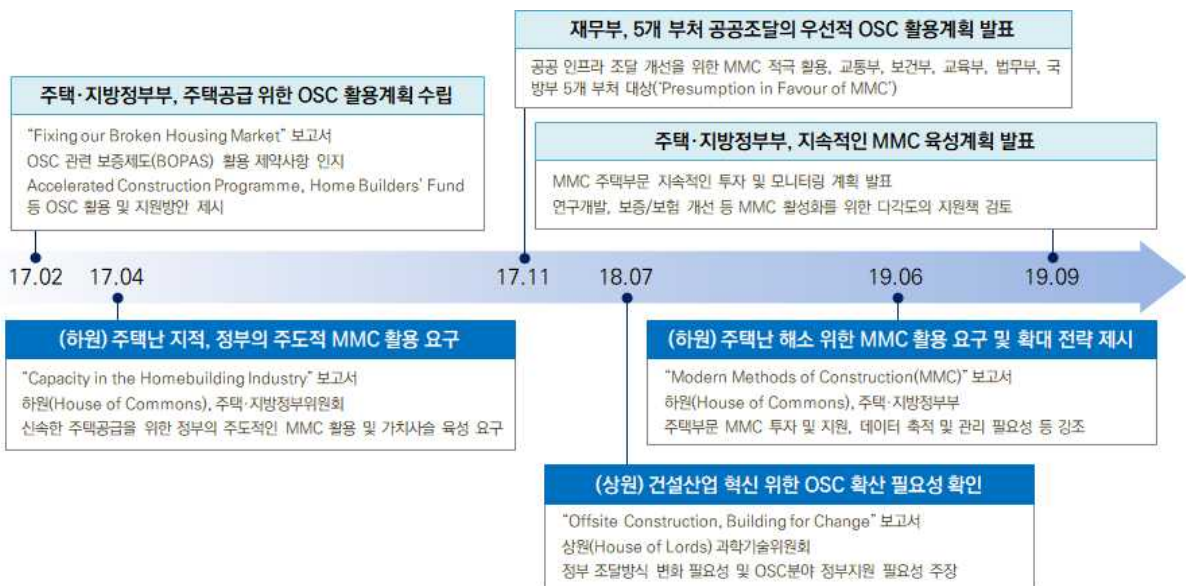 재무부, 5개 부처 공공조달의 우선적 OSC 활용계획 발표
공공 인프라 조달 개선을 위한 MMC 적극 활용, 교통부, 보건부, 교육부, 법무부, 국
방부 5개 부처 대상('Presumption in Favour of MMC')
주택·지방정부부, 주택공급 위한 OSC 활용계획 수립
"Fixing our Broken Housing Market" 보고서
OSC 관련 보증제도(BOPAS) 활용 제약사항 인지
Accelerated Construction Programme, Home Builders' Fund
등 OSC 활용 및 지원방안 제시
주택·지방정부부, 지속적인 MMC 육성계획 발표
MMC 주택부문 지속적인 투자 및 모니터링 계획 발표
연구개발, 보증/보험 개선 등 MMC 활성화를 위한 다각도의 지원책 검토
17.02 17.04 17.11 18.07 19.06 19.09
(하원) 주택난 지적, 정부의 주도적 MMC 활용 요구
"Capacity in the Homebuilding Industry" 보고서
하원(House of Commons), 주택·지방정부위원회
신속한 주택공급을 위한 정부의 주도적인 MMC 활용 및 가치사슬 육성 요구
(하원) 주택난 해소 위한 MMC 활용 요구 및 확대 전략 제시
"Modern Methods of Construction(MMC)" 보고서
하원(House of Commons), 주택·지방정부부
주택부문 MMC 투자 및 지원, 데이터 축적 및 관리 필요성 등 강조
(상원) 건설산업 혁신 위한 OSC 확산 필요성 확인
"Offsite Construction, Building for Change" 보고서
상원(House of Lords) 과학기술위원회
정부 조달방식 변화 필요성 및 OSC분야 정부지원 필요성 주장